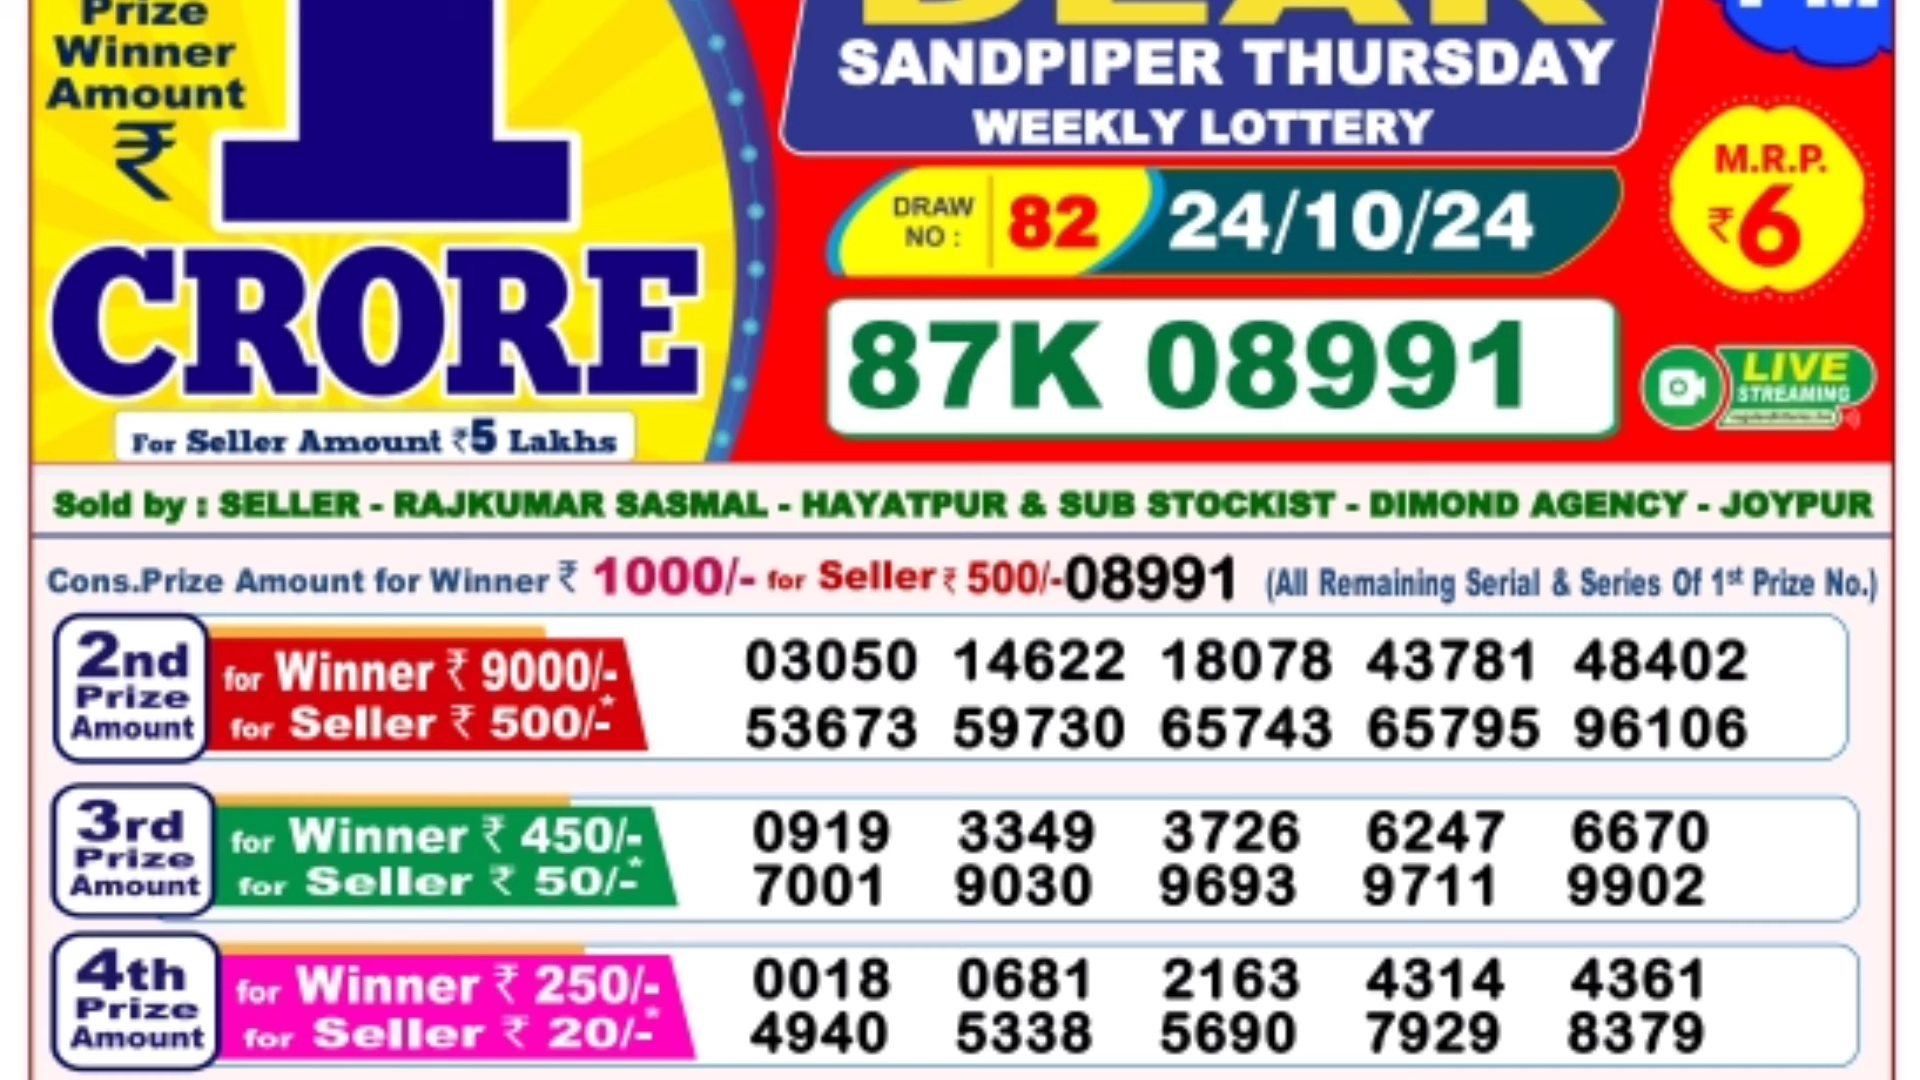 Prize
Winner
Amount
₹
1
CRORE
For Seller Amount ₹5 Lakhs
DEAR
SANDPIPER THURSDAY
WEEKLY LOTTERY
DRAW NO : 82 24/10/24
87K 08991
PM
M.R.P.
₹6
LIVE
STREAMING
Sold by : SELLER - RAJKUMAR SASMAL - HAYATPUR & SUB STOCKIST - DIMOND AGENCY - JOYPUR
Cons.Prize Amount for Winner ₹ 1000/- for Seller ₹ 500/- 08991 (All Remaining Serial & Series Of 1st Prize No.)
2nd Prize Amount
for Winner ₹ 9000/-
for Seller ₹ 500/-*
03050 14622 18078 43781 48402
53673 59730 65743 65795 96106
3rd Prize Amount
for Winner ₹ 450/-
for Seller ₹ 50/-*
0919 3349 3726 6247 6670
7001 9030 9693 9711 9902
4th Prize Amount
for Winner ₹ 250/-
for Seller ₹ 20/-*
0018 0681 2163 4314 4361
4940 5338 5690 7929 8379